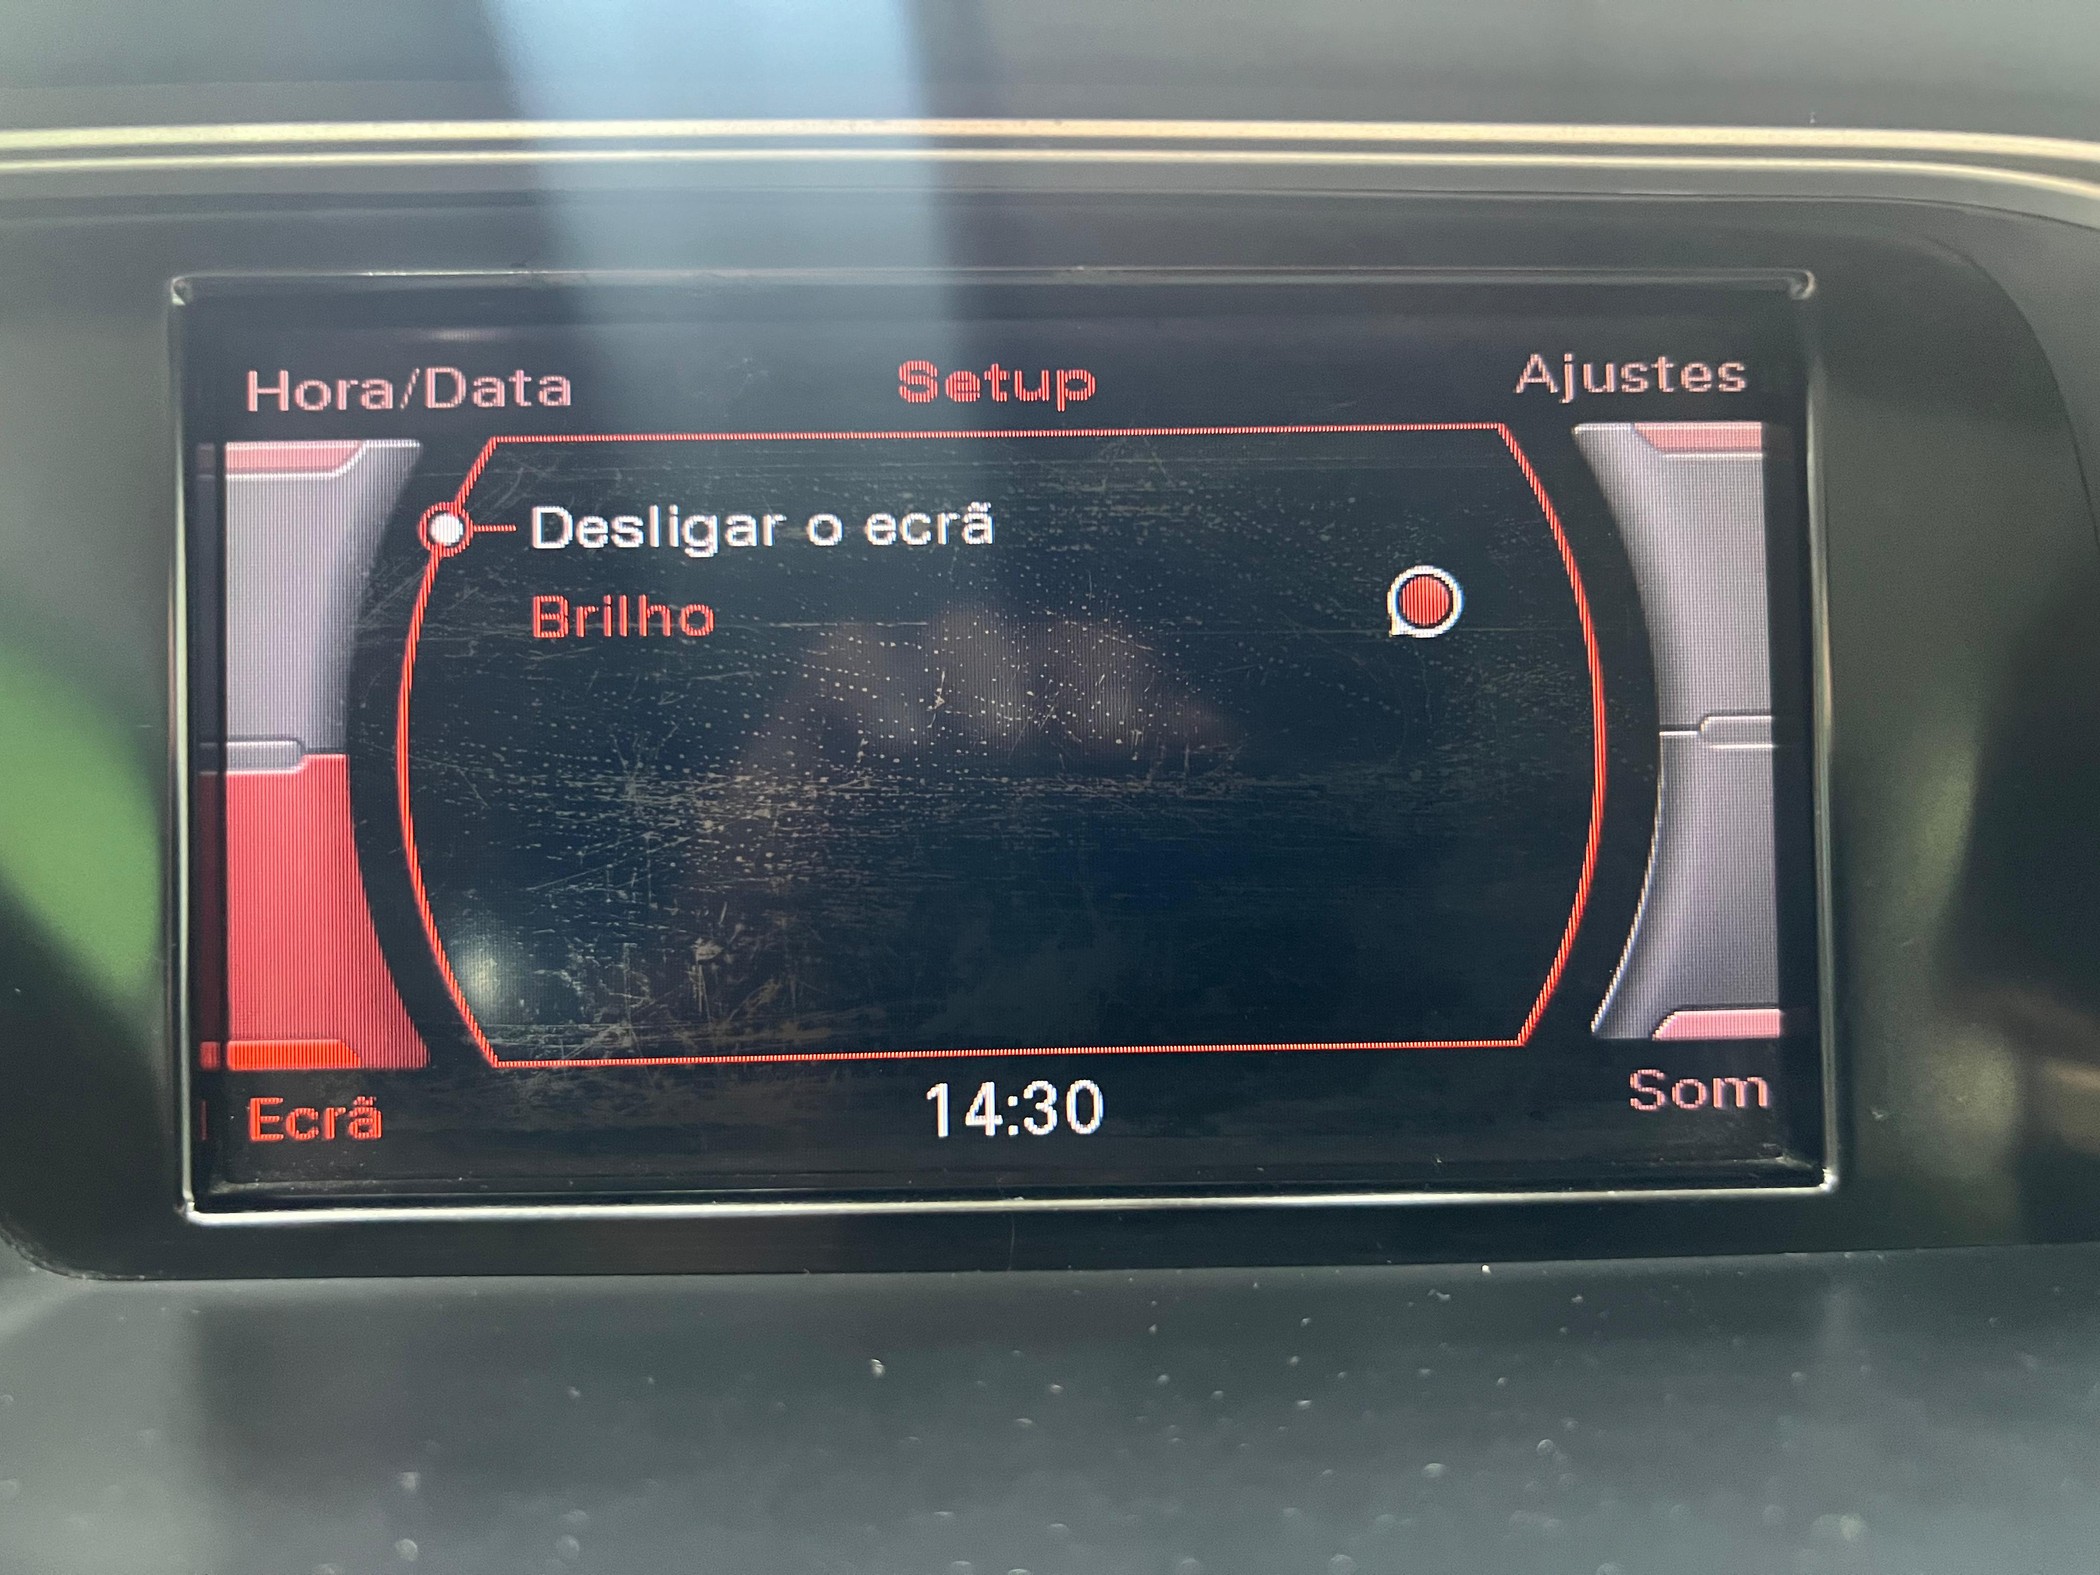 Hora/Data
Setup
Ajustes
Desligar o ecrã
Brilho
Ecrã
14:30
Som